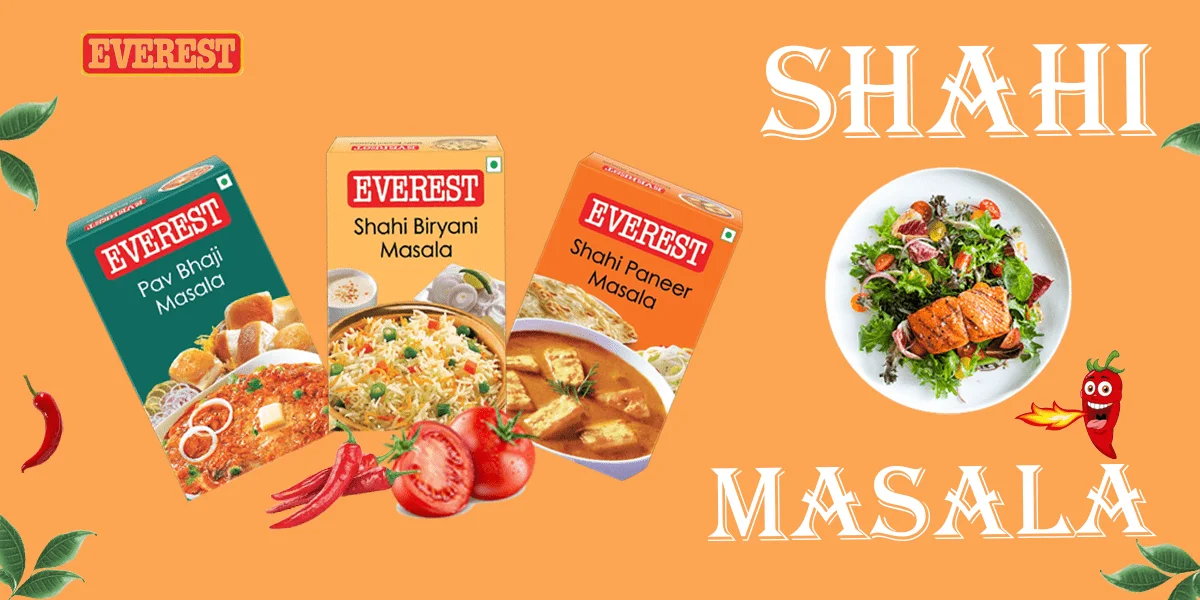 EVEREST
SHAHI
EVEREST
Pav Bhaji
Masala
EVEREST
Shahi Biryani
Masala
EVEREST
Shahi Paneer
Masala
MASALA